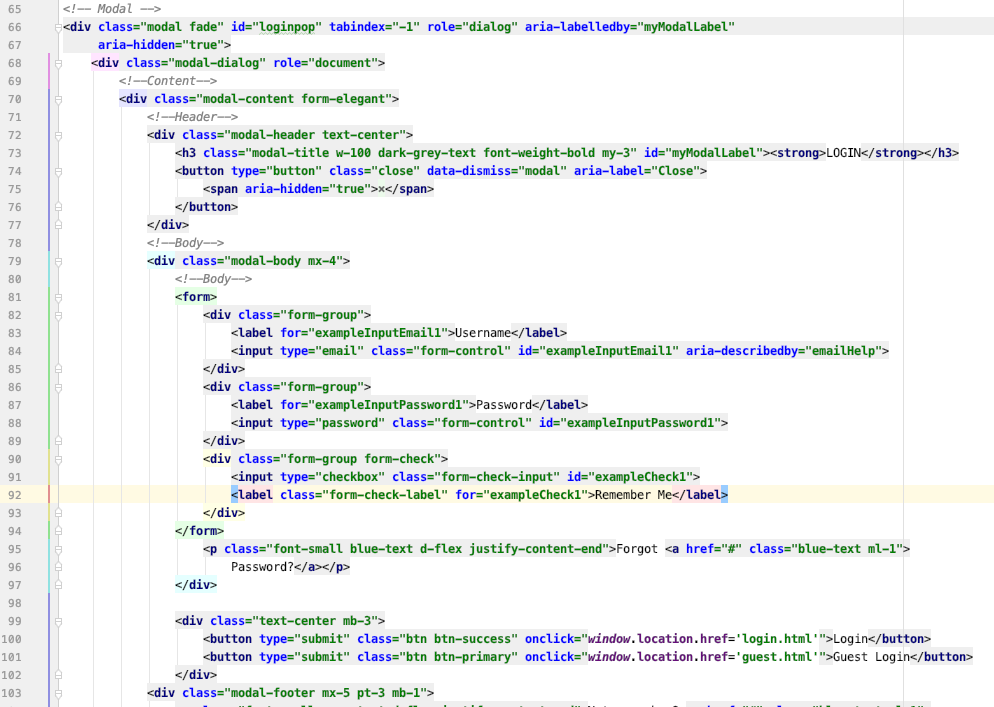 65 <!-- Modal -->
66 <div class="modal fade" id="loginpop" tabindex="-1" role="dialog" aria-labelledby="myModalLabel"
67 aria-hidden="true">
68 <div class="modal-dialog" role="document">
69 <!--Content-->
70 <div class="modal-content form-elegant">
71 <!--Header-->
72 <div class="modal-header text-center">
73 <h3 class="modal-title w-100 dark-grey-text font-weight-bold my-3" id="myModalLabel"><strong>LOGIN</strong></h3>
74 <button type="button" class="close" data-dismiss="modal" aria-label="Close">
75 <span aria-hidden="true">×</span>
76 </button>
77 </div>
78 <!--Body-->
79 <div class="modal-body mx-4">
80 <!--Body-->
81 <form>
82 <div class="form-group">
83 <label for="exampleInputEmail1">Username</label>
84 <input type="email" class="form-control" id="exampleInputEmail1" aria-describedby="emailHelp">
85 </div>
86 <div class="form-group">
87 <label for="exampleInputPassword1">Password</label>
88 <input type="password" class="form-control" id="exampleInputPassword1">
89 </div>
90 <div class="form-group form-check">
91 <input type="checkbox" class="form-check-input" id="exampleCheck1">
92 <label class="form-check-label" for="exampleCheck1">Remember Me</label>
93 </div>
94 </form>
95 <p class="font-small blue-text d-flex justify-content-end">Forgot <a href="#" class="blue-text ml-1">
96 Password?</a></p>
97 </div>
98
99 <div class="text-center mb-3">
100 <button type="submit" class="btn btn-success" onclick="window.location.href='login.html'">Login</button>
101 <button type="submit" class="btn btn-primary" onclick="window.location.href='guest.html'">Guest Login</button>
102 </div>
103 <div class="modal-footer mx-5 pt-3 mb-1">